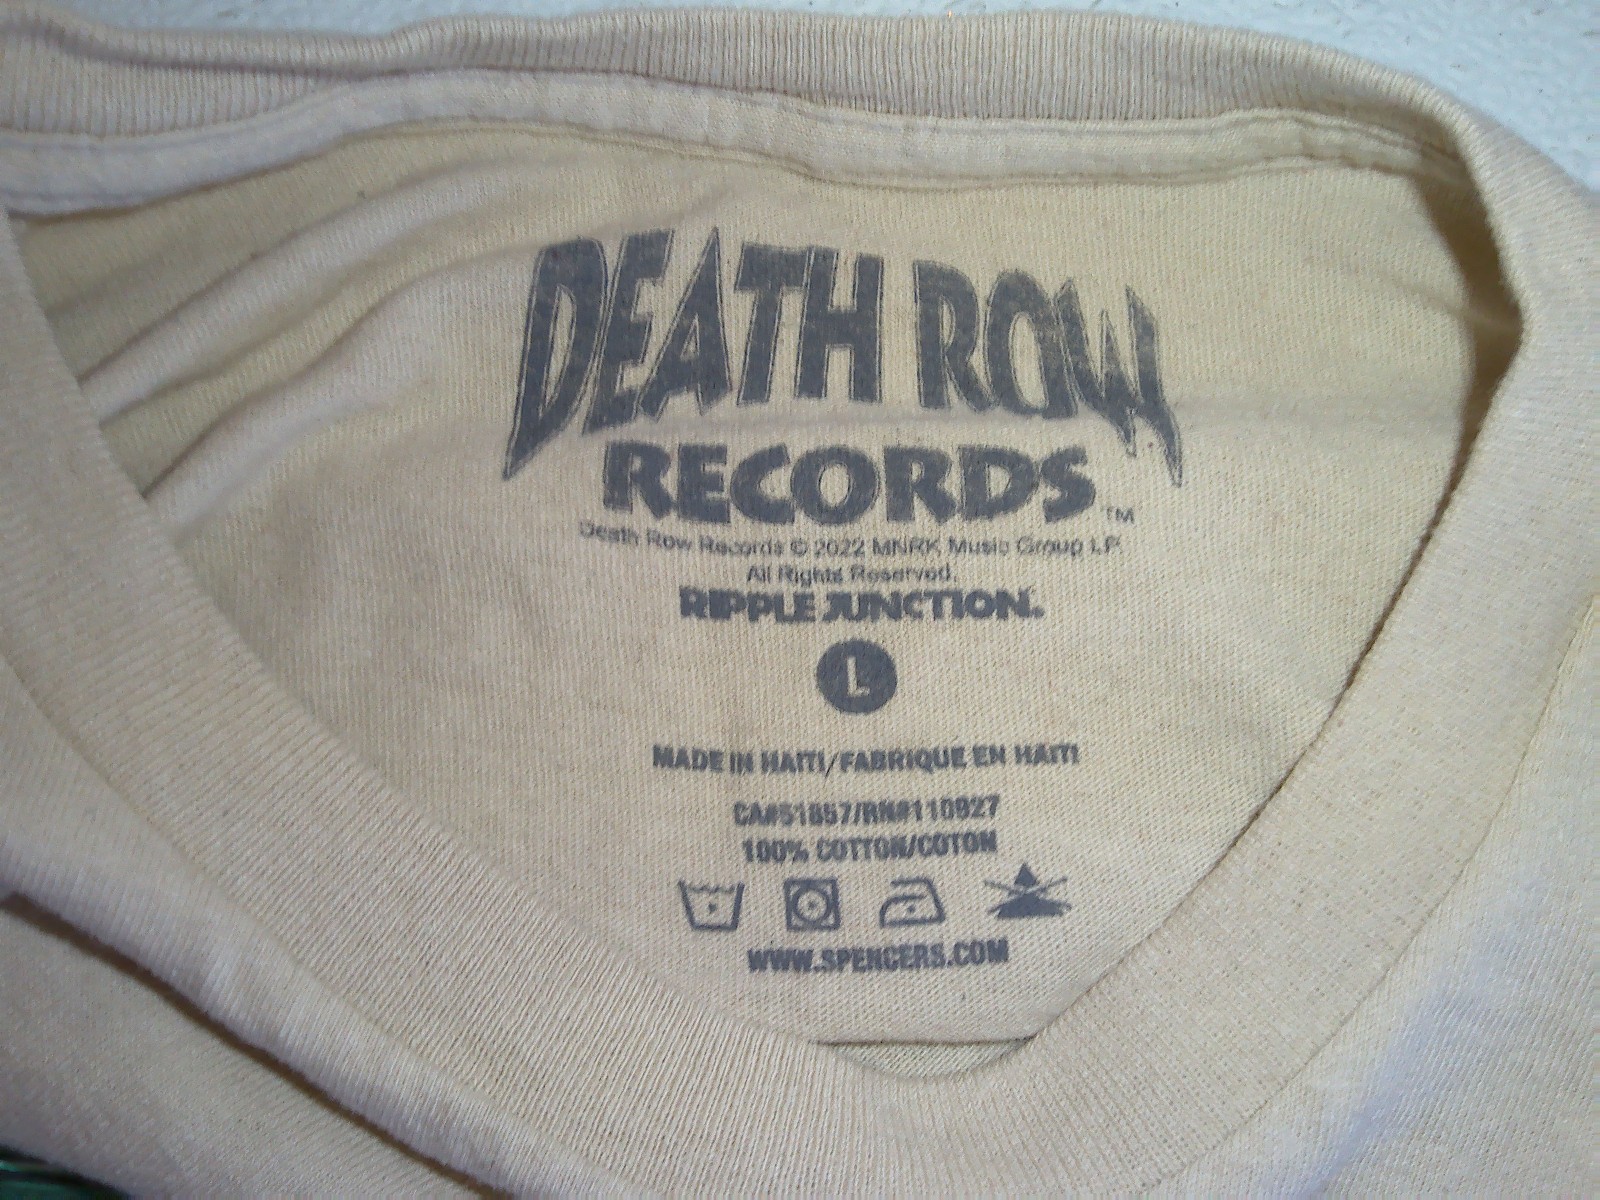 DEATH ROW
RECORDS TM
Death Row Records © 2022 MNRK Music Group LP.
All Rights Reserved.
RIPPLE JUNCTION.
L
MADE IN HAITI/FABRIQUE EN HAITI
CA#51857/RN#110927
100% COTTON/COTON
WWW.SPENCERS.COM